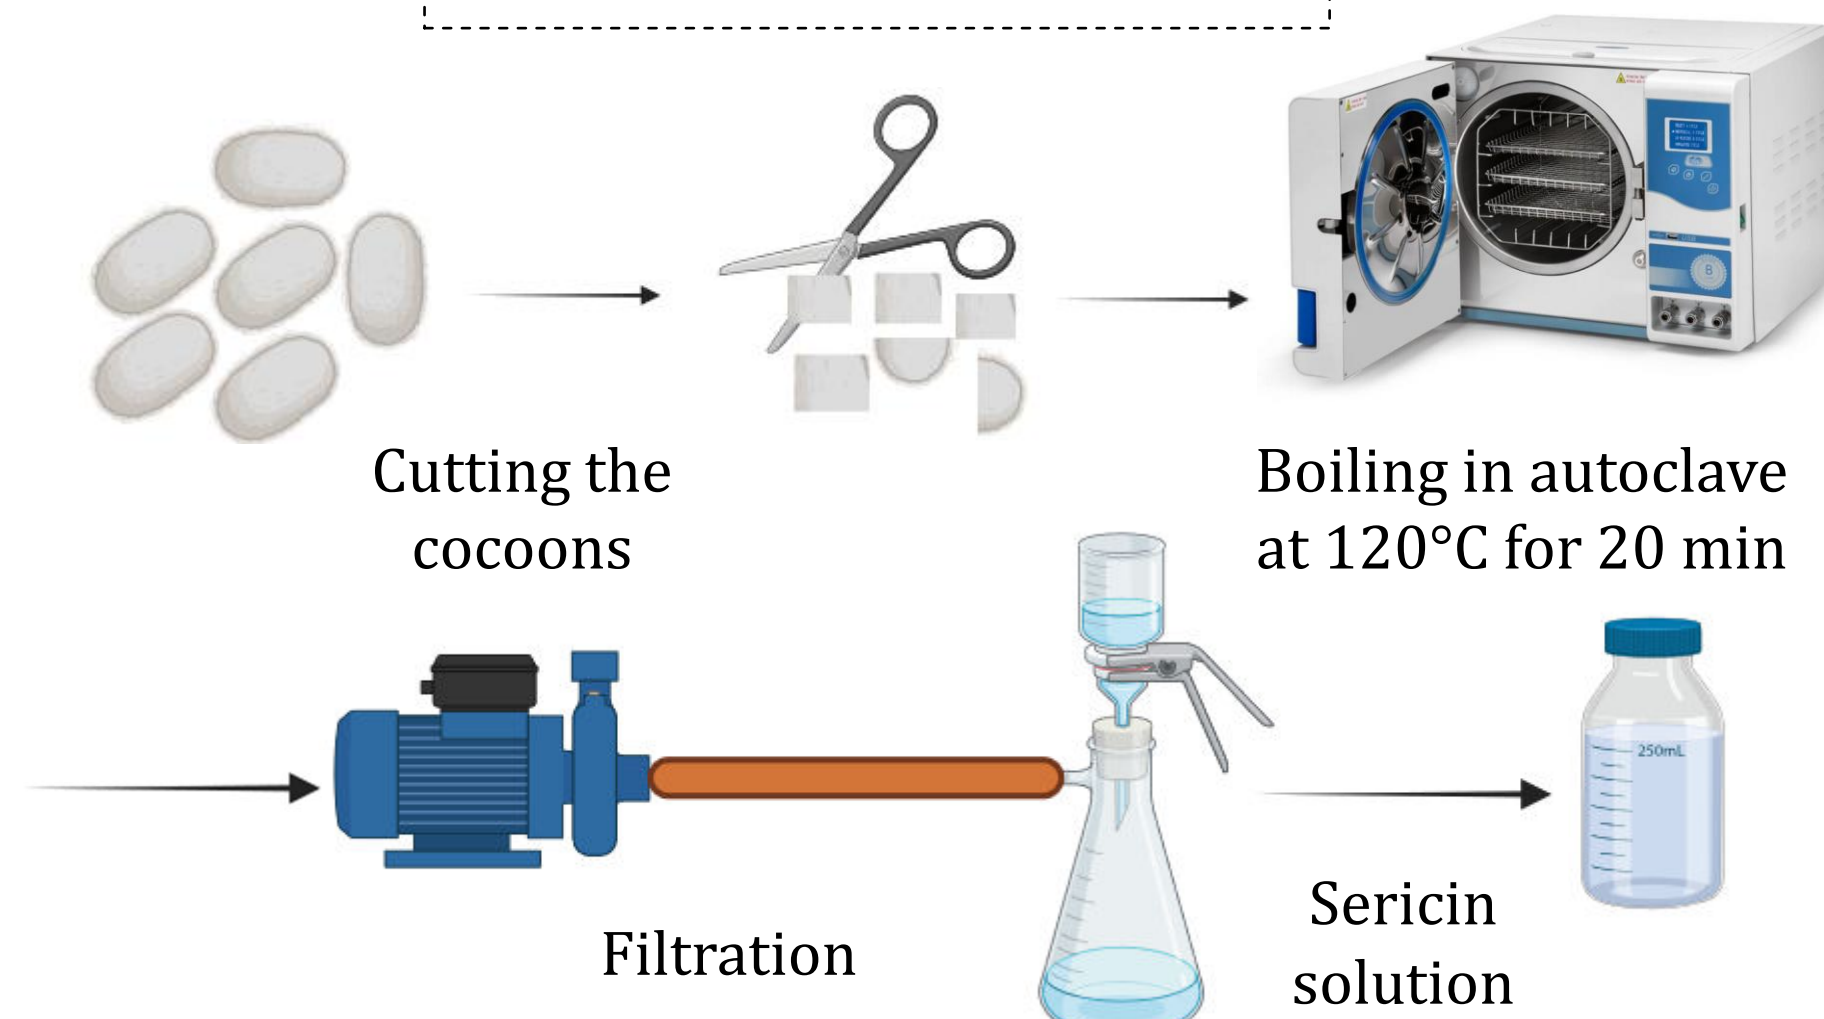 Cutting the
cocoons
Boiling in autoclave
at 120°C for 20 min
B
250mL
Filtration
Sericin
solution